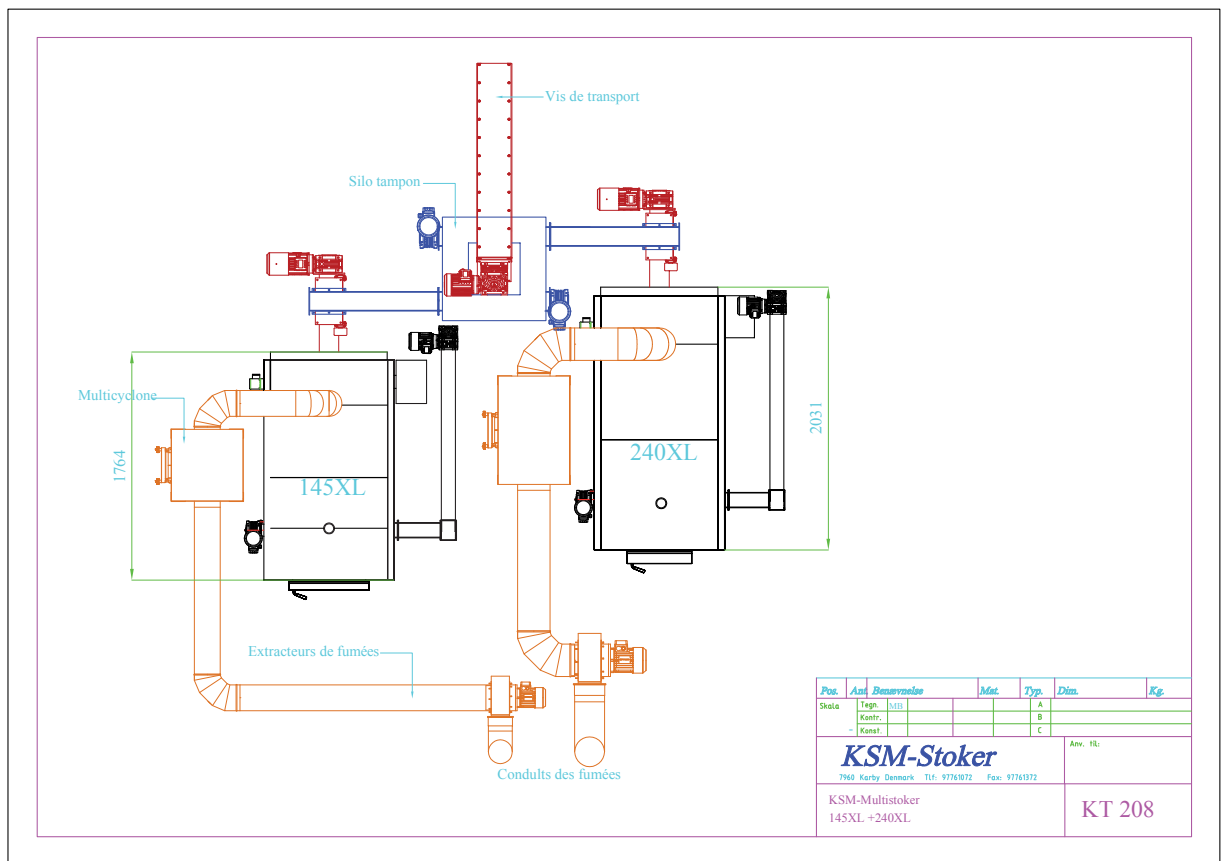 Vis de transport
Silo tampon
Multicyclone
1764
145XL
240XL
2031
Extracteurs de fumées
Conduits des fumées
Pos. Ant Benævnelse Mat. Typ. Dim. Kg.
Skala Tegn. MB A
Kontr. B
- Konst. C
KSM-Stoker
Anv. til:
7960 Karby Denmark Tlf: 97761072 Fax: 97761372
KSM-Multistoker
145XL +240XL
KT 208